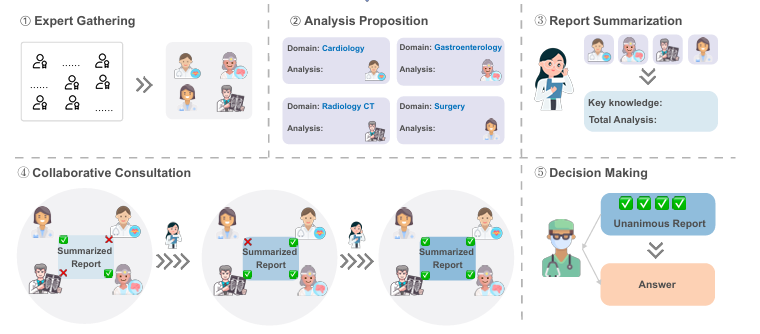 ① Expert Gathering
......
......
......
② Analysis Proposition
Domain: Cardiology
Analysis:
Domain: Gastroenterology
Analysis:
Domain: Radiology CT
Analysis:
Domain: Surgery
Analysis:
③ Report Summarization
Key knowledge:
Total Analysis:
④ Collaborative Consultation
Summarized
Report
Summarized
Report
Summarized
Report
⑤ Decision Making
Unanimous Report
Answer